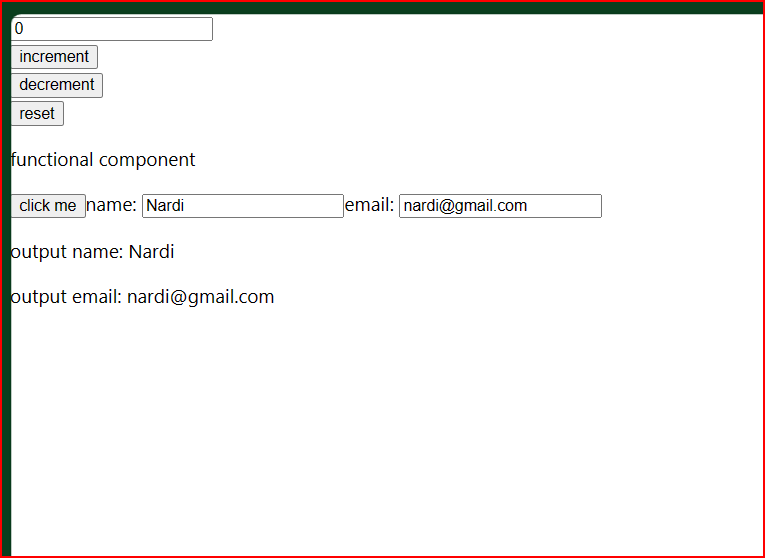 0
increment
decrement
reset
functional component
click me name: Nardi email: nardi@gmail.com
output name: Nardi
output email: nardi@gmail.com